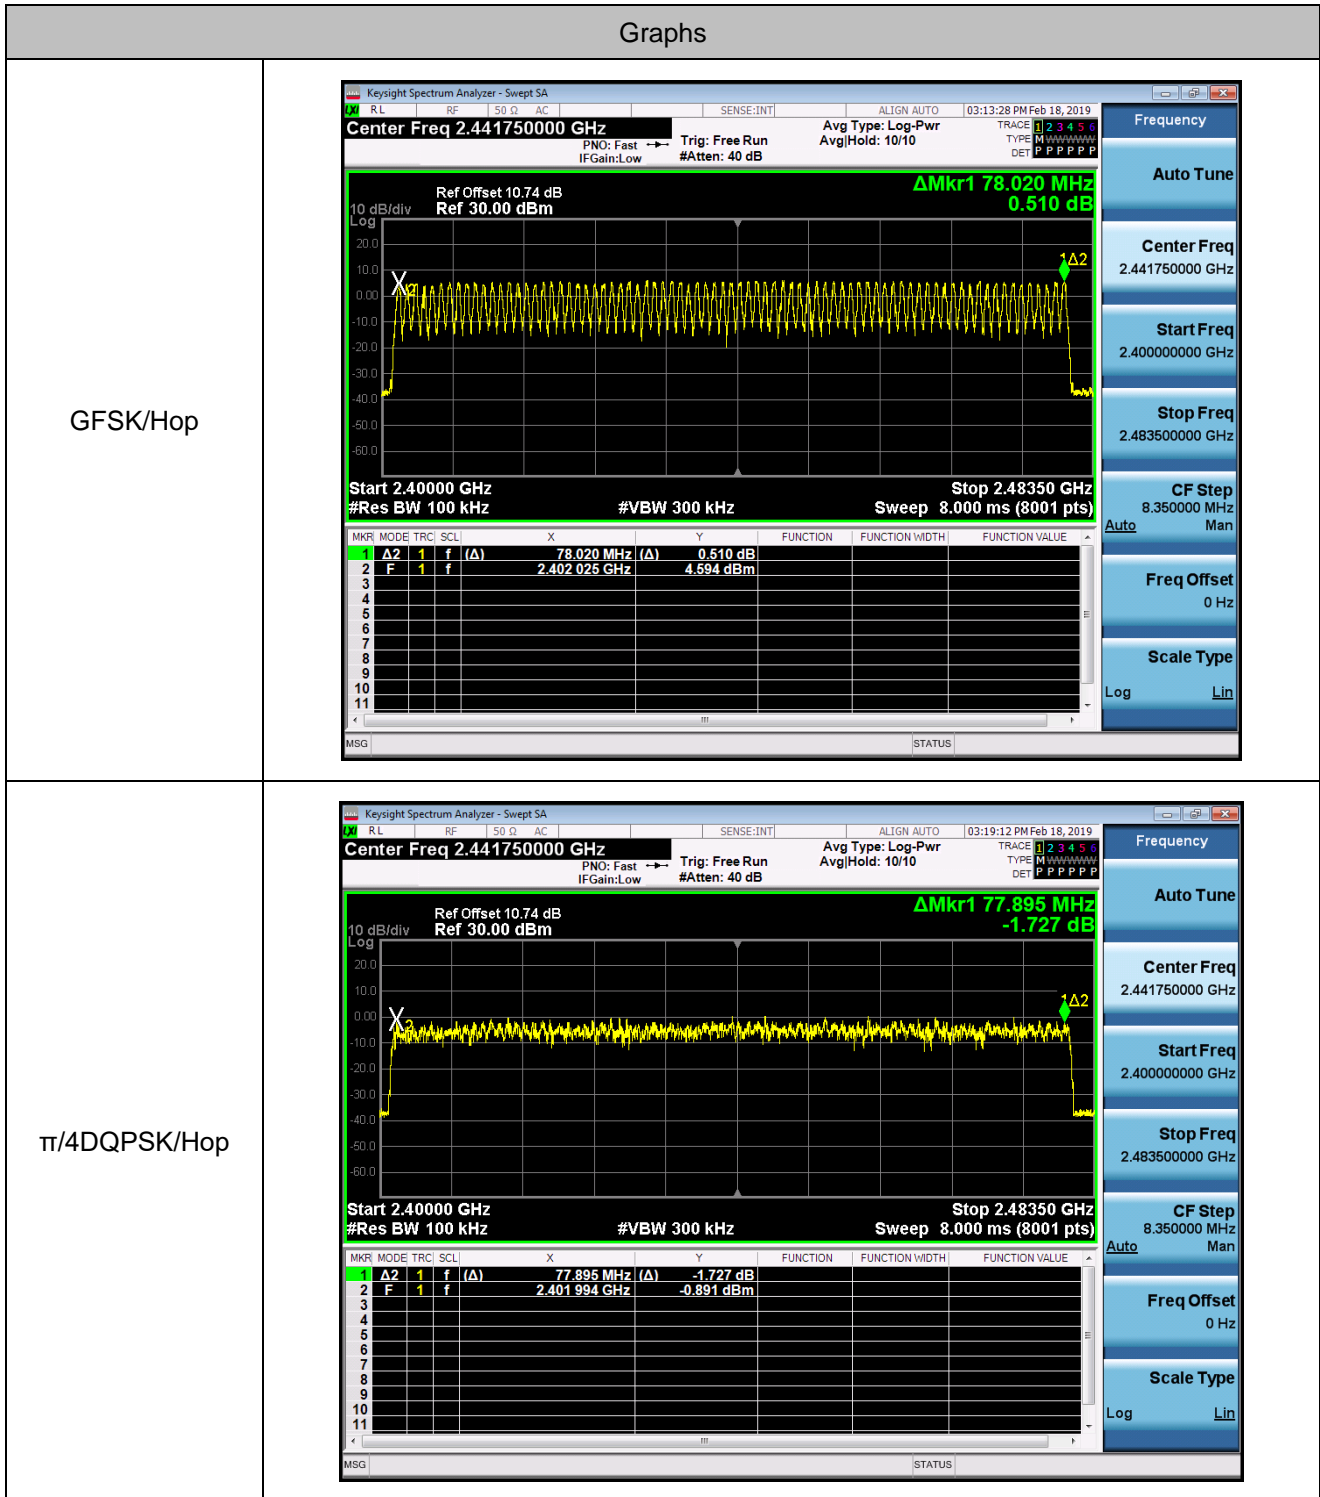 Graphs
GFSK/Hop
Keysight Spectrum Analyzer - Swept SA
LXI RL RF 50 Ω AC SENSE:INT ALIGN AUTO 03:13:28 PM Feb 18, 2019
Center Freq 2.441750000 GHz
PNO: Fast
IFGain:Low
Trig: Free Run
#Atten: 40 dB
Avg Type: Log-Pwr
Avg|Hold: 10/10
TRACE 1 2 3 4 5 6
TYPE M WWWWW
DET P P P P P P
ΔMkr1 78.020 MHz
0.510 dB
Ref Offset 10.74 dB
10 dB/div Ref 30.00 dBm
Log
20.0
10.0
0.00
-10.0
-20.0
-30.0
-40.0
-50.0
-60.0
1Δ2
X2
Start 2.40000 GHz Stop 2.48350 GHz
#Res BW 100 kHz #VBW 300 kHz Sweep 8.000 ms (8001 pts)
MKR MODE TRC SCL X Y FUNCTION FUNCTION WIDTH FUNCTION VALUE
1 Δ2 1 f (Δ) 78.020 MHz (Δ) 0.510 dB
2 F 1 f 2.402 025 GHz 4.594 dBm
3
4
5
6
7
8
9
10
11
MSG STATUS
Frequency
Auto Tune
Center Freq
2.441750000 GHz
Start Freq
2.400000000 GHz
Stop Freq
2.483500000 GHz
CF Step
8.350000 MHz
Auto Man
Freq Offset
0 Hz
Scale Type
Log Lin
π/4DQPSK/Hop
Keysight Spectrum Analyzer - Swept SA
LXI RL RF 50 Ω AC SENSE:INT ALIGN AUTO 03:19:12 PM Feb 18, 2019
Center Freq 2.441750000 GHz
PNO: Fast
IFGain:Low
Trig: Free Run
#Atten: 40 dB
Avg Type: Log-Pwr
Avg|Hold: 10/10
TRACE 1 2 3 4 5 6
TYPE M WWWWW
DET P P P P P P
ΔMkr1 77.895 MHz
-1.727 dB
Ref Offset 10.74 dB
10 dB/div Ref 30.00 dBm
Log
20.0
10.0
0.00
-10.0
-20.0
-30.0
-40.0
-50.0
-60.0
1Δ2
X2
Start 2.40000 GHz Stop 2.48350 GHz
#Res BW 100 kHz #VBW 300 kHz Sweep 8.000 ms (8001 pts)
MKR MODE TRC SCL X Y FUNCTION FUNCTION WIDTH FUNCTION VALUE
1 Δ2 1 f (Δ) 77.895 MHz (Δ) -1.727 dB
2 F 1 f 2.401 994 GHz -0.891 dBm
3
4
5
6
7
8
9
10
11
MSG STATUS
Frequency
Auto Tune
Center Freq
2.441750000 GHz
Start Freq
2.400000000 GHz
Stop Freq
2.483500000 GHz
CF Step
8.350000 MHz
Auto Man
Freq Offset
0 Hz
Scale Type
Log Lin